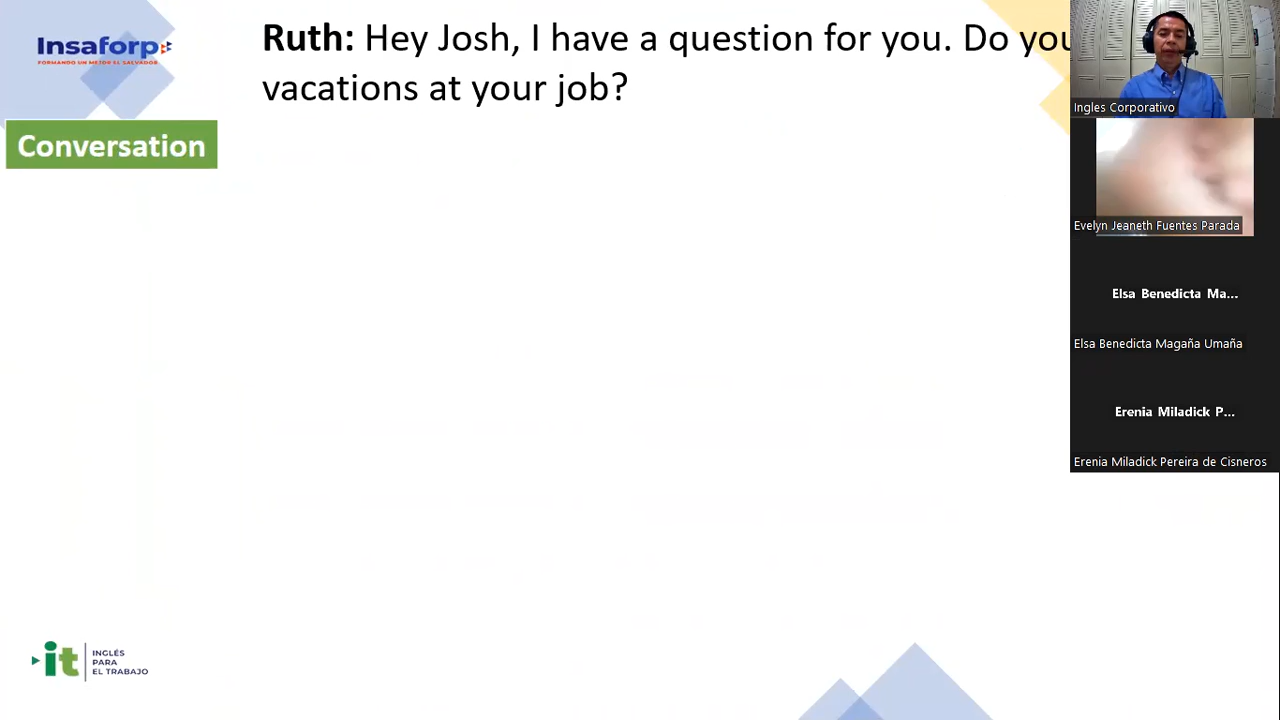 Insaforp
FORMANDO UN MEJOR EL SALVADOR
Ruth: Hey Josh, I have a question for you. Do you
vacations at your job?
Conversation
Ingles Corporativo
Evelyn Jeaneth Fuentes Parada
Elsa Benedicta Ma...
Elsa Benedicta Magaña Umaña
Erenia Miladick P...
Erenia Miladick Pereira de Cisneros
it INGLÉS
PARA
EL TRABAJO